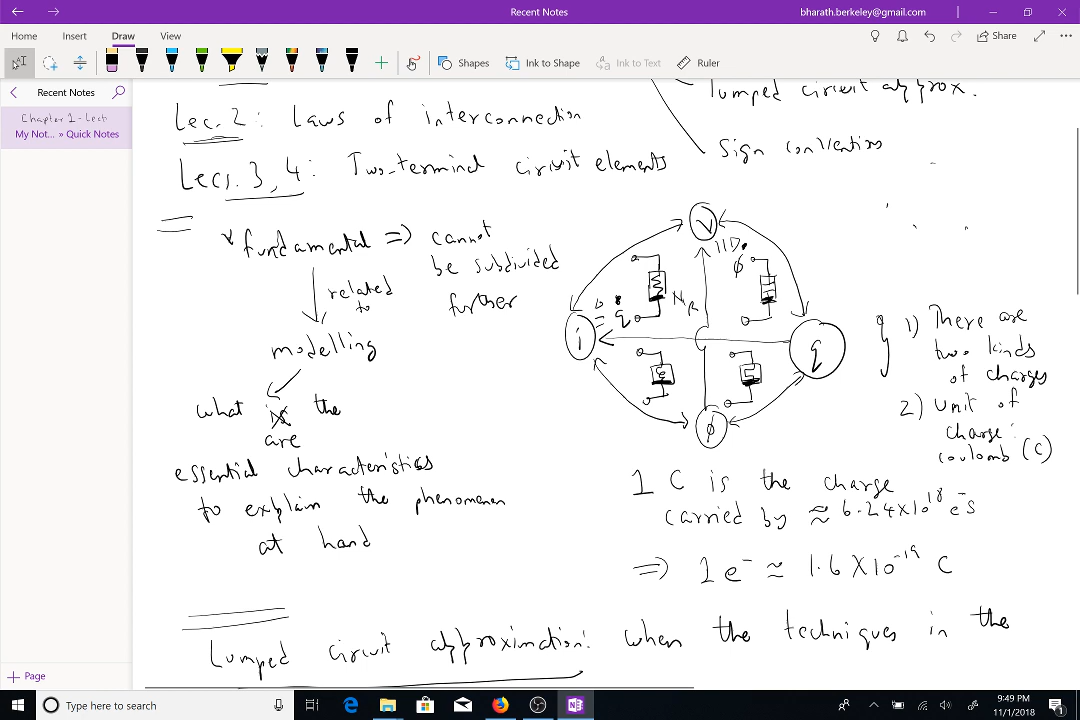 Recent Notes
bharath.berkeley@gmail.com
Home Insert Draw View
Share
Shapes Ink to Shape Ink to Text Ruler
Recent Notes
Chapter 1 - Lect
My Not... » Quick Notes
Lumped circuit approx.
Lec. 2: Laws of interconnection
Sign conventions
Lecs. 3, 4: Two-terminal circuit elements
fundamental => cannot
be subdivided
further
related
to
modelling
what is the
are
essential characteristics
to explain the phenomenon
at hand
v
i
q
φ
1) There are
two kinds
of charges
2) Unit of
charge:
coulomb (C)
1 C is the charge
carried by ≈ 6.24×10^18 e⁻s
=> 1 e⁻ ≈ 1.6 × 10^-19 C
Lumped circuit approximation: when the techniques in the
Page
Type here to search
9:49 PM
11/1/2018